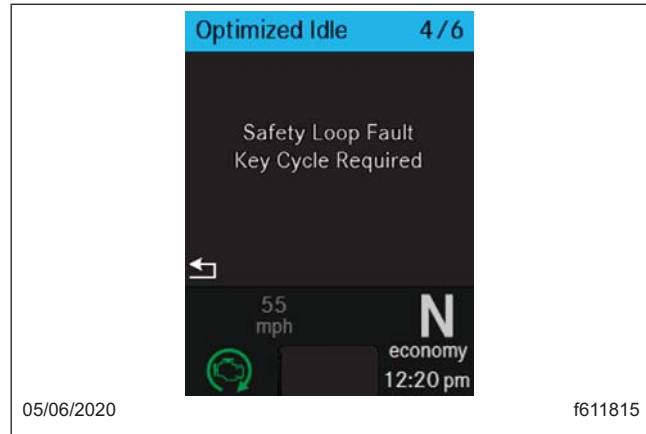 Optimized Idle 4/6
Safety Loop Fault
Key Cycle Required
55
mph
N
economy
12:20 pm
05/06/2020 f611815